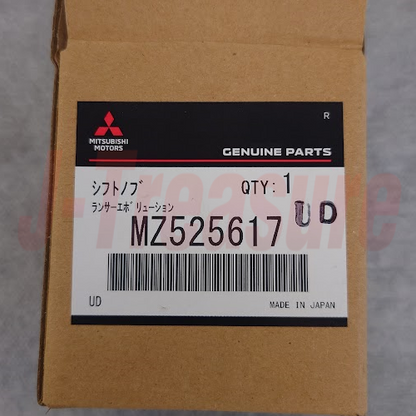 R
MITSUBISHI
MOTORS
GENUINE PARTS
シフトノブ QTY: 1
ランサーエボリューション
MZ525617 UD
UD MADE IN JAPAN
J-Treasure